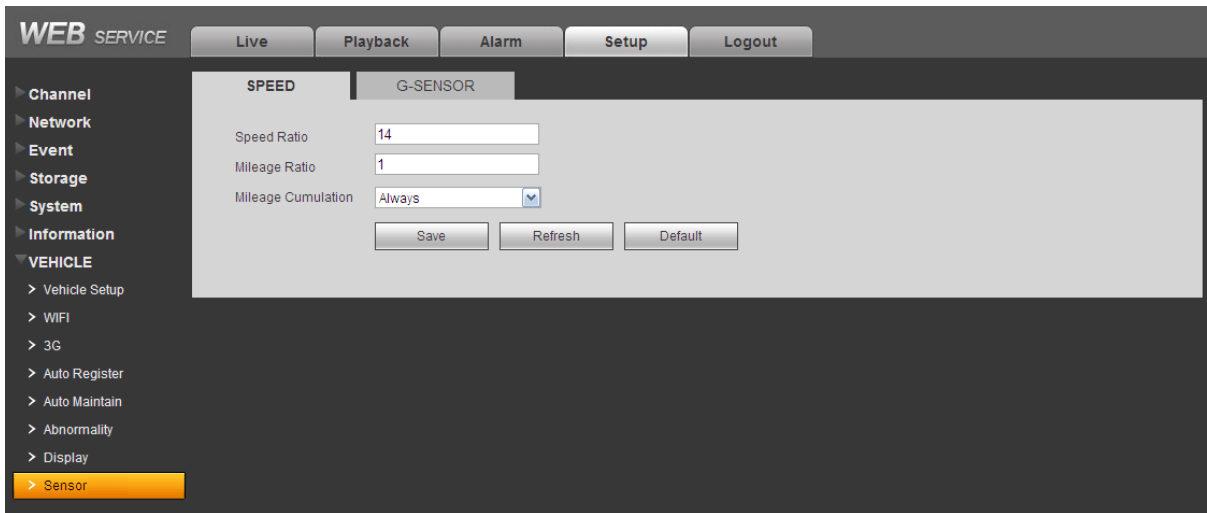 WEB SERVICE
Live Playback Alarm Setup Logout
SPEED G-SENSOR
Channel
Network
Event
Storage
System
Information
VEHICLE
> Vehicle Setup
> WIFI
> 3G
> Auto Register
> Auto Maintain
> Abnormality
> Display
> Sensor
Speed Ratio 14
Mileage Ratio 1
Mileage Cumulation Always
Save Refresh Default